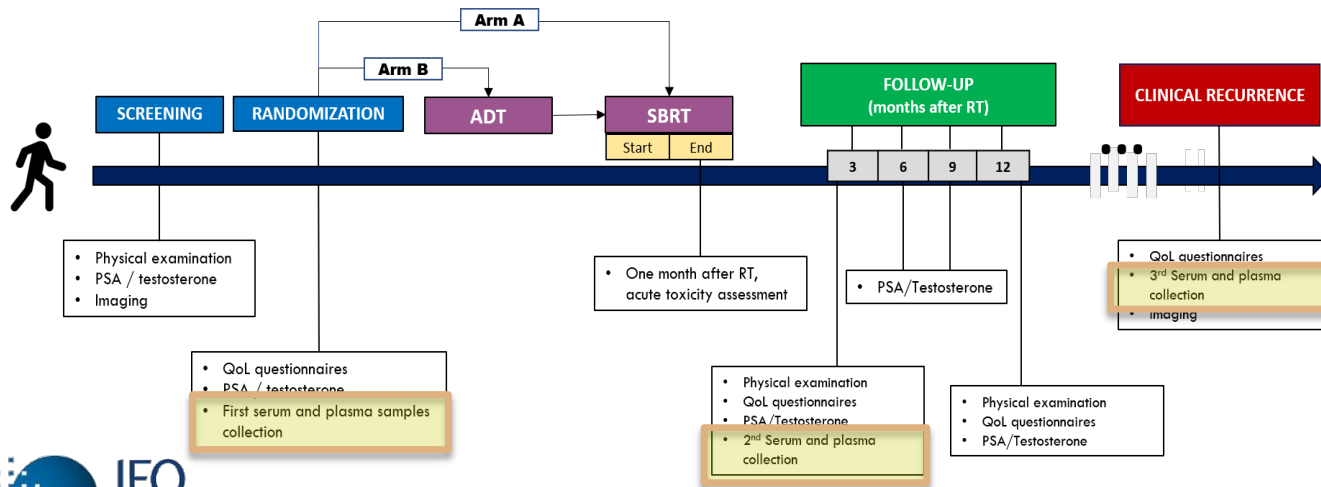 Arm A
Arm B
SCREENING
RANDOMIZATION
ADT
SBRT
Start
End
FOLLOW-UP
(months after RT)
3
6
9
12
CLINICAL RECURRENCE
• Physical examination
• PSA / testosterone
• Imaging
• QoL questionnaires
• PSA / testosterone
• First serum and plasma samples
collection
• One month after RT,
acute toxicity assessment
• Physical examination
• QoL questionnaires
• PSA/Testosterone
• 2nd Serum and plasma
collection
• PSA/Testosterone
• Physical examination
• QoL questionnaires
• PSA/Testosterone
• QoL questionnaires
• 3rd Serum and plasma
collection
• Imaging
IFO